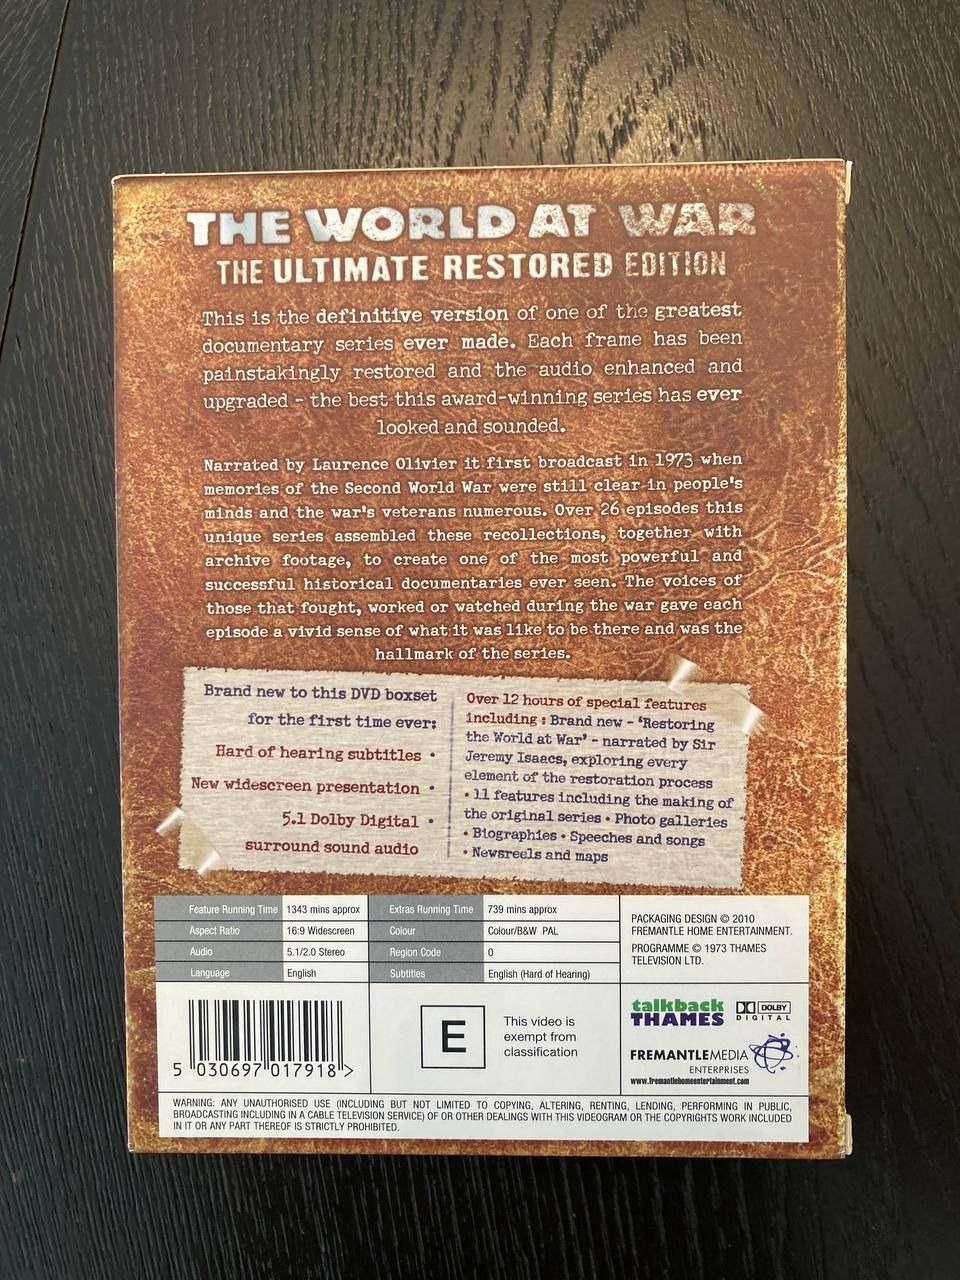 THE WORLD AT WAR
THE ULTIMATE RESTORED EDITION
This is the definitive version of one of the greatest
documentary series ever made. Each frame has been
painstakingly restored and the audio enhanced and
upgraded - the best this award-winning series has ever
looked and sounded.
Narrated by Laurence Olivier it first broadcast in 1973 when
memories of the Second World War were still clear in people's
minds and the war's veterans numerous. Over 26 episodes this
unique series assembled these recollections, together with
archive footage, to create one of the most powerful and
successful historical documentaries ever seen. The voices of
those that fought, worked or watched during the war gave each
episode a vivid sense of what it was like to be there and was the
hallmark of the series.
Brand new to this DVD boxset
for the first time ever:
Hard of hearing subtitles •
New widescreen presentation •
5.1 Dolby Digital •
surround sound audio
Over 12 hours of special features
including : Brand new - 'Restoring
the World at War' - narrated by Sir
Jeremy Isaacs, exploring every
element of the restoration process
• 11 features including the making of
the original series • Photo galleries
• Biographies • Speeches and songs
• Newsreels and maps
Feature Running Time 1343 mins approx Extras Running Time 739 mins approx
Aspect Ratio 16:9 Widescreen Colour Colour/B&W PAL
Audio 5.1/2.0 Stereo Region Code 0
Language English Subtitles English (Hard of Hearing)
PACKAGING DESIGN © 2010
FREMANTLE HOME ENTERTAINMENT.
PROGRAMME © 1973 THAMES
TELEVISION LTD.
5 030697 017918 >
E
This video is
exempt from
classification
talkback
THAMES
DOLBY
DIGITAL
FREMANTLEMEDIA
ENTERPRISES
www.fremantlehomeentertainment.com
WARNING: ANY UNAUTHORISED USE (INCLUDING BUT NOT LIMITED TO COPYING, ALTERING, RENTING, LENDING, PERFORMING IN PUBLIC,
BROADCASTING INCLUDING IN A CABLE TELEVISION SERVICE) OF OR OTHER DEALINGS WITH THIS VIDEOGRAM OR THE COPYRIGHTS WORK INCLUDED
IN IT OR ANY PART THEREOF IS STRICTLY PROHIBITED.